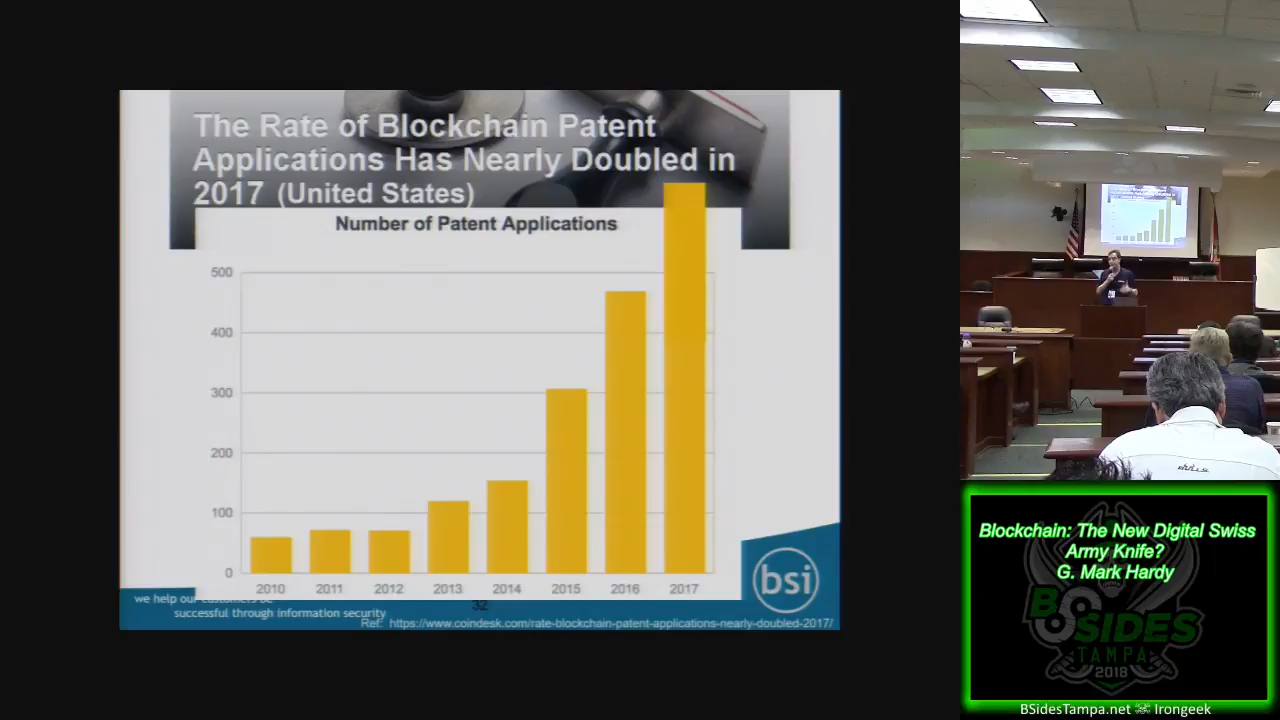 The Rate of Blockchain Patent
Applications Has Nearly Doubled in
2017 (United States)
Number of Patent Applications
500
400
300
200
100
0
2010 2011 2012 2013 2014 2015 2016 2017
we help our customers be
32
successful through information security
bsi
Ref: https://www.coindesk.com/rate-blockchain-patent-applications-nearly-doubled-2017/
Blockchain: The New Digital Swiss
Army Knife?
G. Mark Hardy
BSIDES
TAMPA
2018
BSidesTampa.net Irongeek